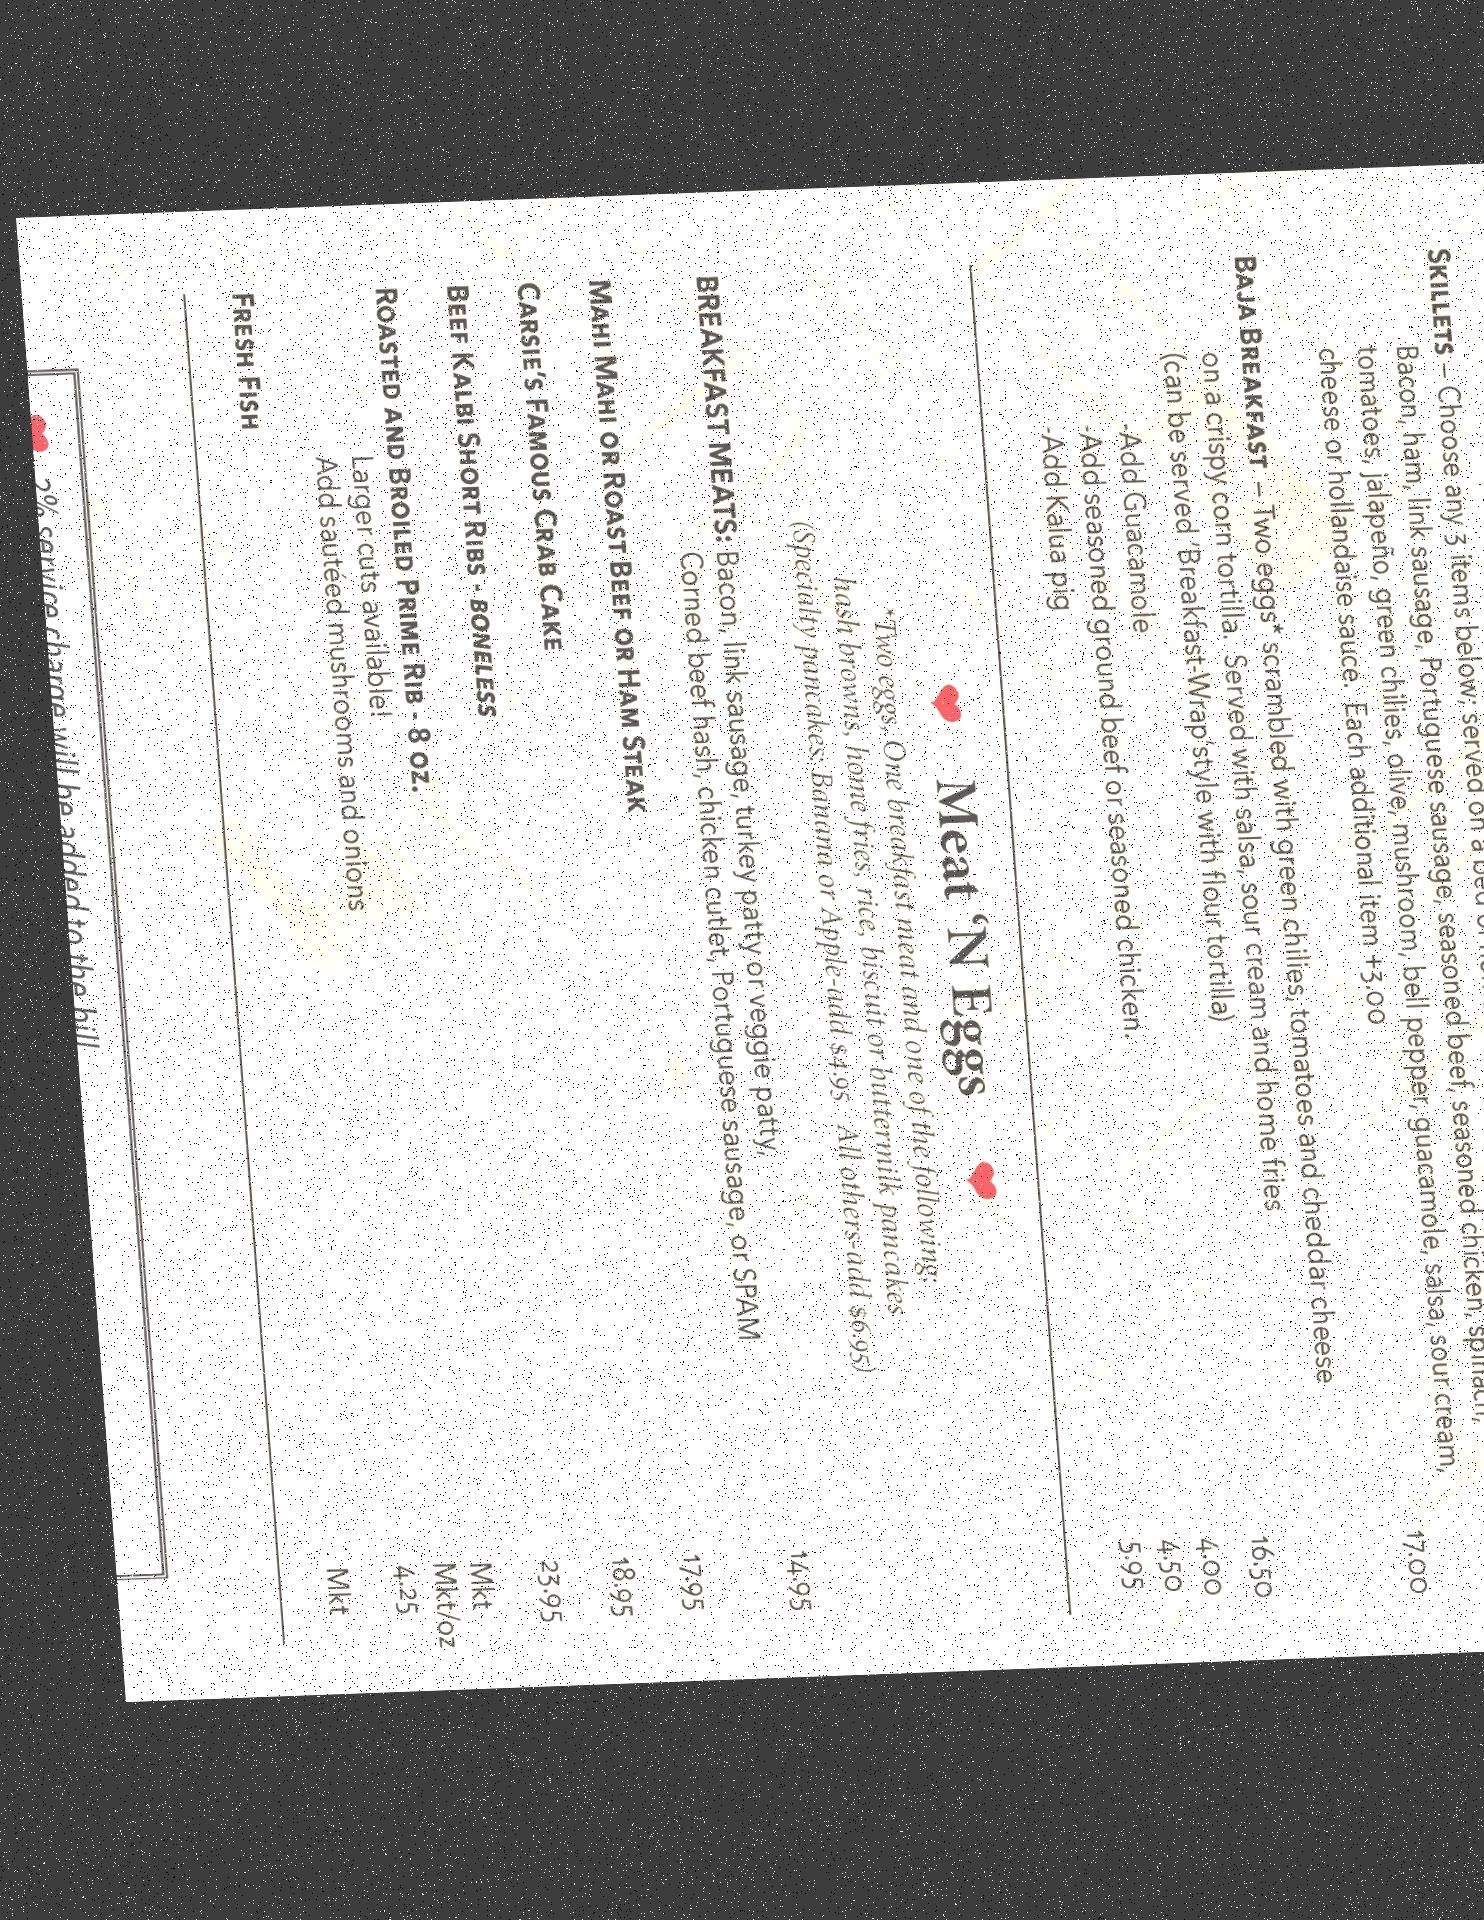 SKILLETS – Choose any 3 items below; served on a bed of
Bacon, ham, link sausage, Portuguese sausage, seasoned beef, seasoned chicken, spinach,
tomatoes, jalapeño, green chilies, olive, mushroom, bell pepper, guacamole, salsa, sour cream,
cheese or hollandaise sauce. Each additional item +3.00 17.00
BAJA BREAKFAST – Two eggs* scrambled with green chilies, tomatoes and cheddar cheese
on a crispy corn tortilla. Served with salsa, sour cream and home fries
(can be served ‘Breakfast-Wrap’ style with flour tortilla) 16.50
-Add Guacamole 4.00
-Add seasoned ground beef or seasoned chicken. 4.50
-Add Kalua pig 5.95
Meat ‘N Eggs
*Two eggs, One breakfast meat and one of the following:
hash browns, home fries, rice, biscuit or buttermilk pancakes
(Specialty pancakes; Banana or Apple-add $4.95 All others-add $6.95)
BREAKFAST MEATS: Bacon, link sausage, turkey patty or veggie patty, 14.95
Corned beef hash, chicken cutlet, Portuguese sausage, or SPAM
MAHI MAHI OR ROAST BEEF OR HAM STEAK 17.95
CARSIE’S FAMOUS CRAB CAKE 18.95
BEEF KALBI SHORT RIBS - BONELESS 23.95
ROASTED AND BROILED PRIME RIB - 8 OZ. Mkt
Larger cuts available! Mkt/oz
Add sautéed mushrooms and onions 4.25
FRESH FISH Mkt
service charge will be added to the bill